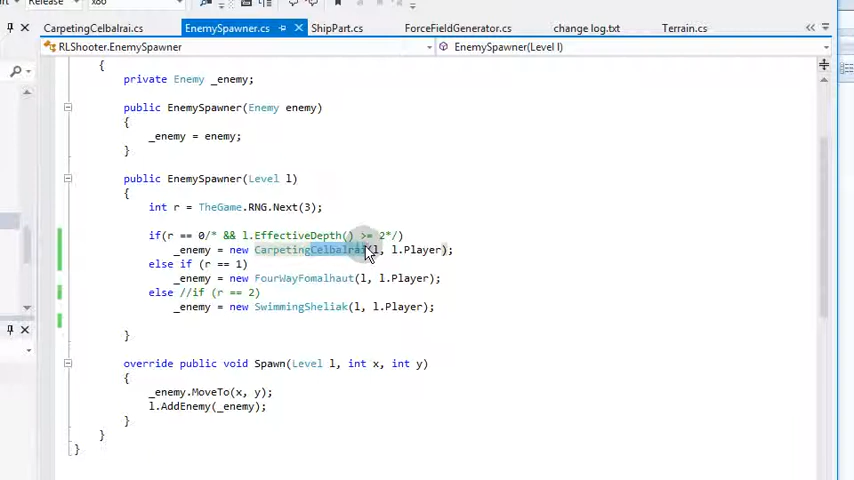 Release
x86
CarpetingCelbalrai.cs
EnemySpawner.cs
ShipPart.cs
ForceFieldGenerator.cs
change log.txt
Terrain.cs
RLShooter.EnemySpawner
EnemySpawner(Level l)
{
private Enemy _enemy;
public EnemySpawner(Enemy enemy)
{
_enemy = enemy;
}
public EnemySpawner(Level l)
{
int r = TheGame.RNG.Next(3);
if(r == 0/* && l.EffectiveDepth() >= 2*/)
_enemy = new CarpetingCelbalrai(l, l.Player);
else if (r == 1)
_enemy = new FourWayFomalhaut(l, l.Player);
else //if (r == 2)
_enemy = new SwimmingSheliak(l, l.Player);
}
override public void Spawn(Level l, int x, int y)
{
_enemy.MoveTo(x, y);
l.AddEnemy(_enemy);
}
}
}